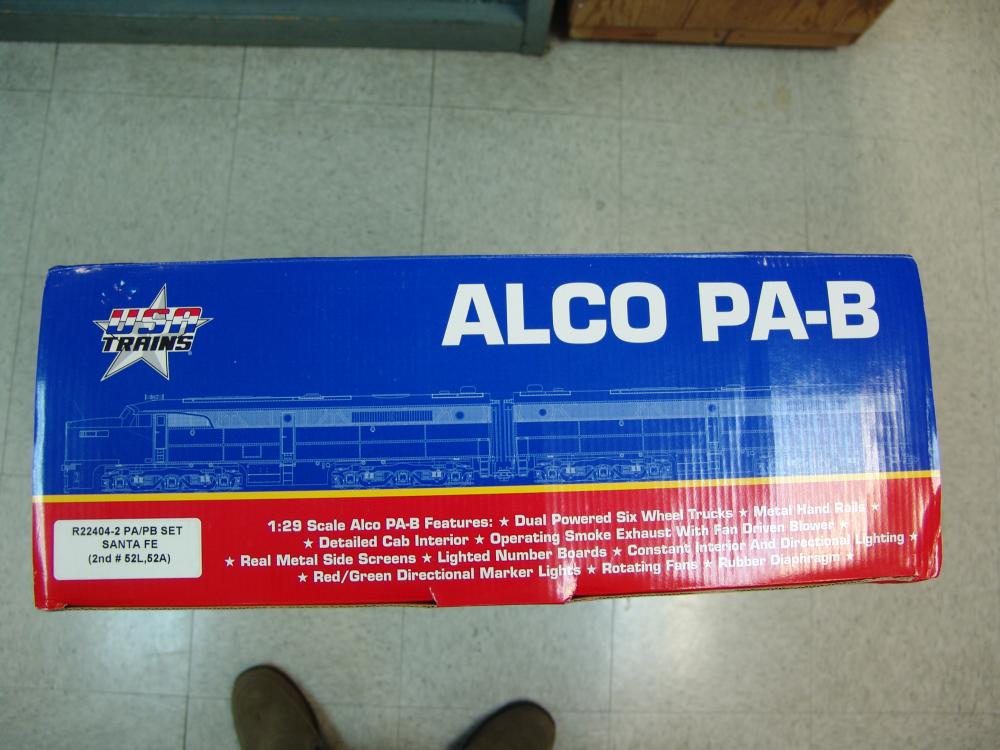 USA
TRAINS
ALCO PA-B
R22404-2 PA/PB SET
SANTA FE
(2nd # 52L,52A)
1:29 Scale Alco PA-B Features: ★ Dual Powered Six Wheel Trucks ★ Metal Hand Rails ★
★ Detailed Cab Interior ★ Operating Smoke Exhaust With Fan Driven Blower ★
★ Real Metal Side Screens ★ Lighted Number Boards ★ Constant Interior And Directional Lighting ★
★ Red/Green Directional Marker Lights ★ Rotating Fans ★ Rubber Diaphragm ★